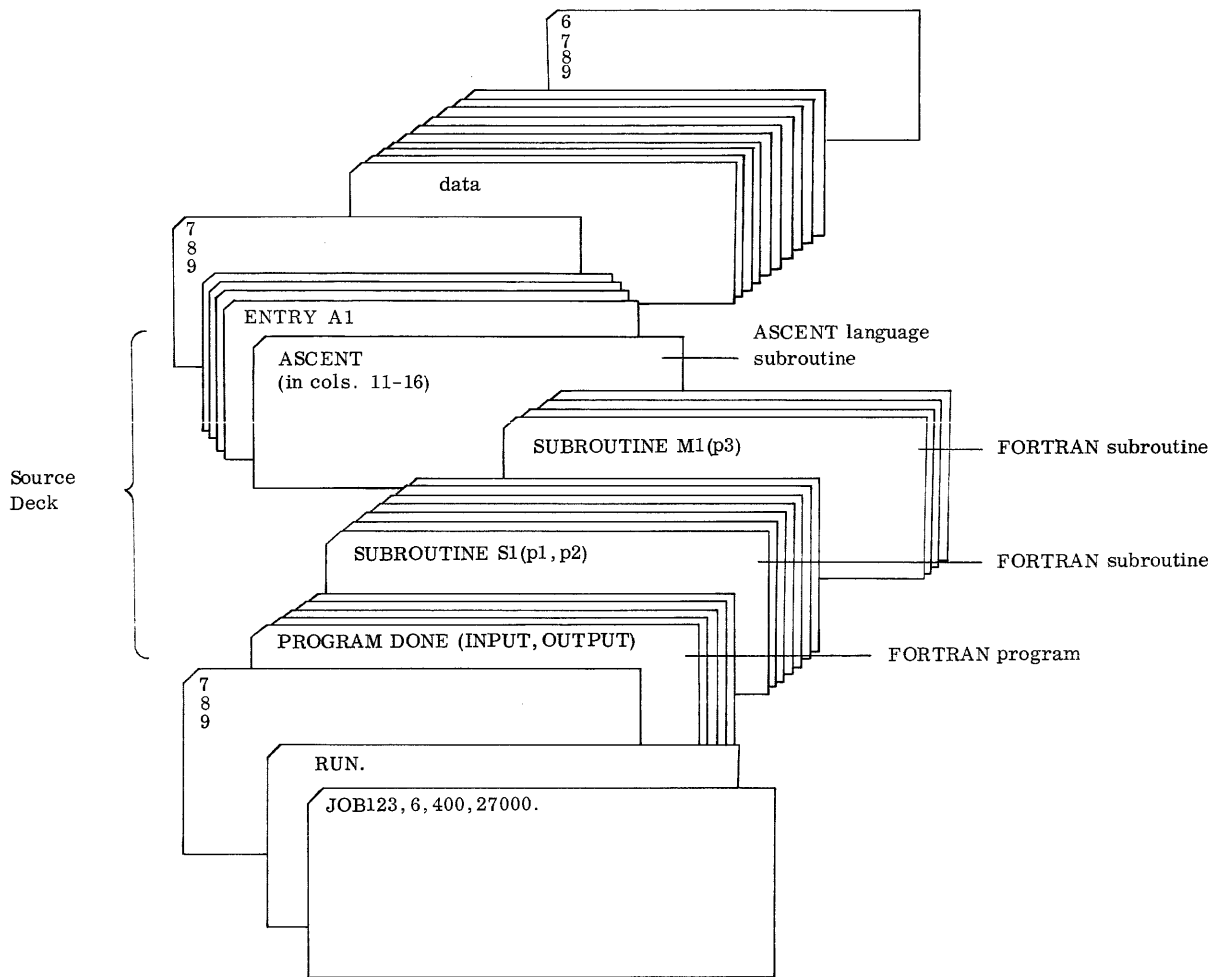 6
7
8
9
data
7
8
9
ENTRY A1
ASCENT
(in cols. 11-16)
ASCENT language
subroutine
SUBROUTINE M1(p3)
FORTRAN subroutine
Source
Deck
SUBROUTINE S1(p1,p2)
FORTRAN subroutine
PROGRAM DONE (INPUT,OUTPUT)
FORTRAN program
7
8
9
RUN.
JOB123,6,400,27000.